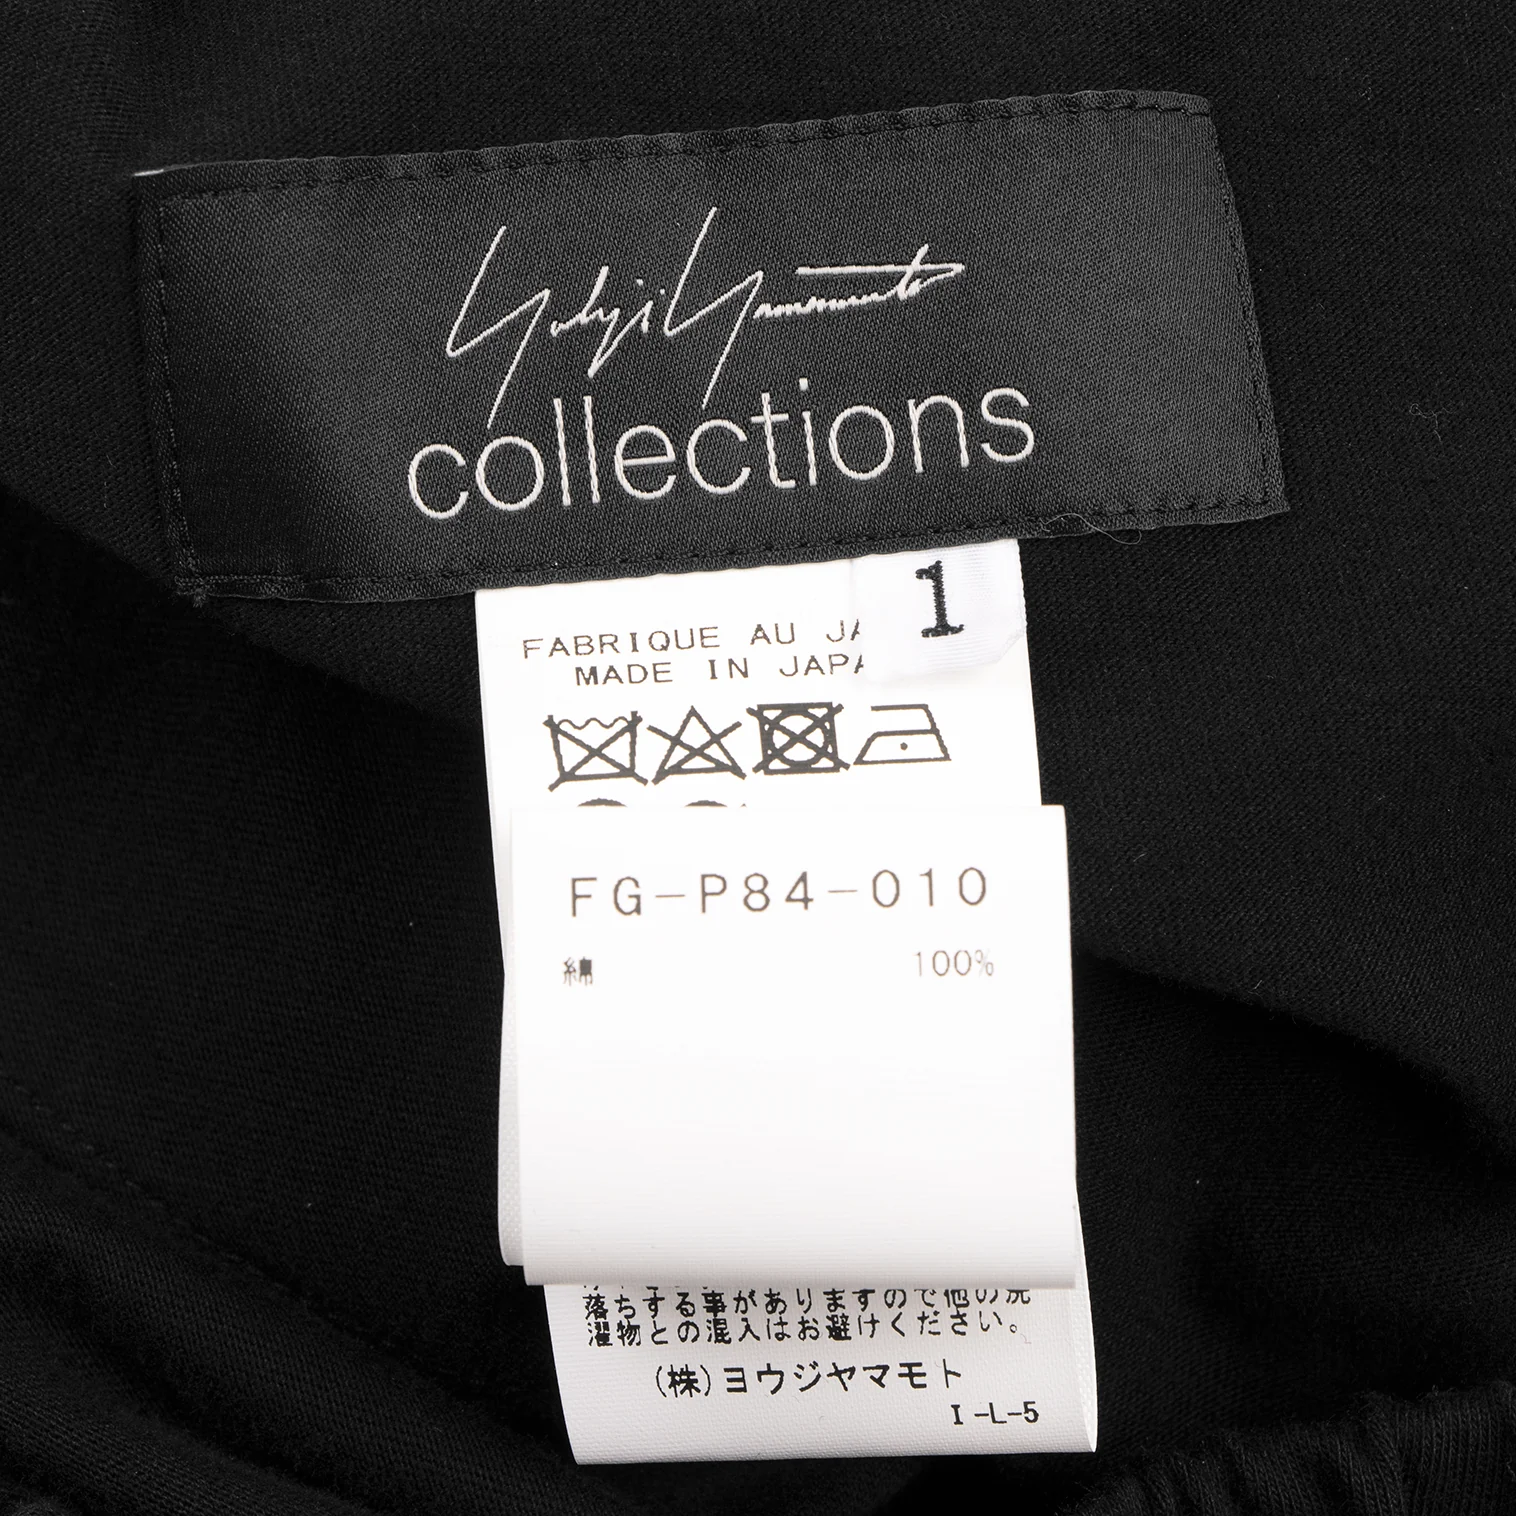 Yohji Yamamoto
collections
1
FABRIQUE AU JA
MADE IN JAPA
FG-P84-010
綿 100%
落ちする事がありますので他の洗
濯物との混入はお避けください。
(株)ヨウジヤマモト
I-L-5